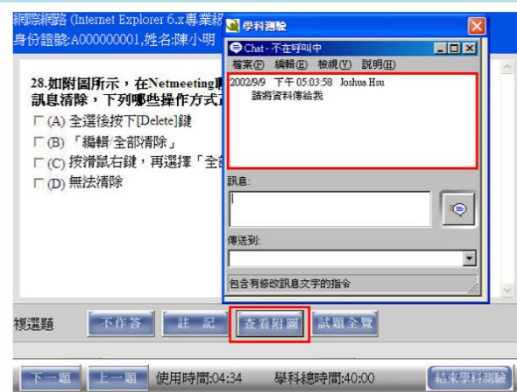 網際網路 (Internet Explorer 6.x專業級
身份證驗:A000000001,姓名:陳小明
學科測驗
Chat - 不在呼叫中
檔案(F) 編輯(E) 檢視(V) 說明(H)
2002/9/9 下午 05:03:58 Joshua Hsu
請將資料傳給我
28.如附圖所示,在Netmeeting
訊息清除,下列哪些操作方式
(A) 全選後按下[Delete]鍵
(B) 「編輯\全部清除」
(C) 按滑鼠右鍵,再選擇「全
(D) 無法清除
訊息:
傳送到:
包含有修改訊息文字的指令
複選題
不作答
註 記
查看附圖
試題全覽
下一題
上一題
使用時間:04:34
學科總時間:40:00
結束學科測驗